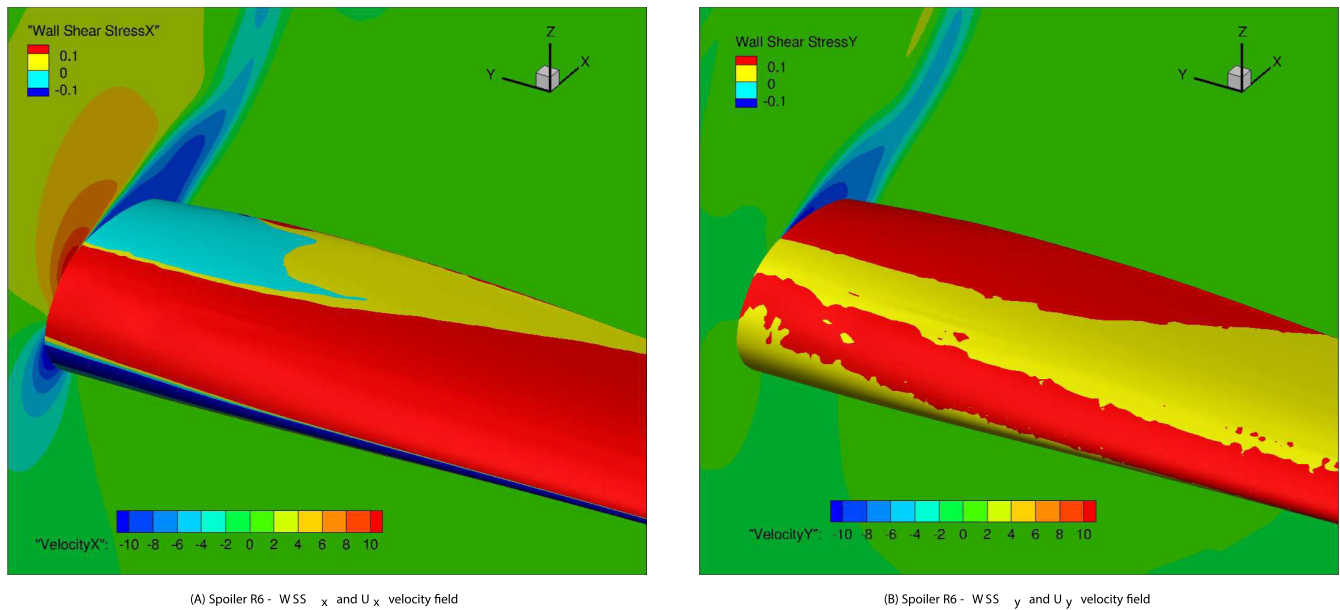 "Wall Shear StressX"
0.1
0
-0.1
Z
Y
X
"VelocityX": -10 -8 -6 -4 -2 0 2 4 6 8 10
(A) Spoiler R6 - WSS x and U x velocity field
Wall Shear StressY
0.1
0
-0.1
Z
Y
X
"VelocityY": -10 -8 -6 -4 -2 0 2 4 6 8 10
(B) Spoiler R6 - WSS y and U y velocity field